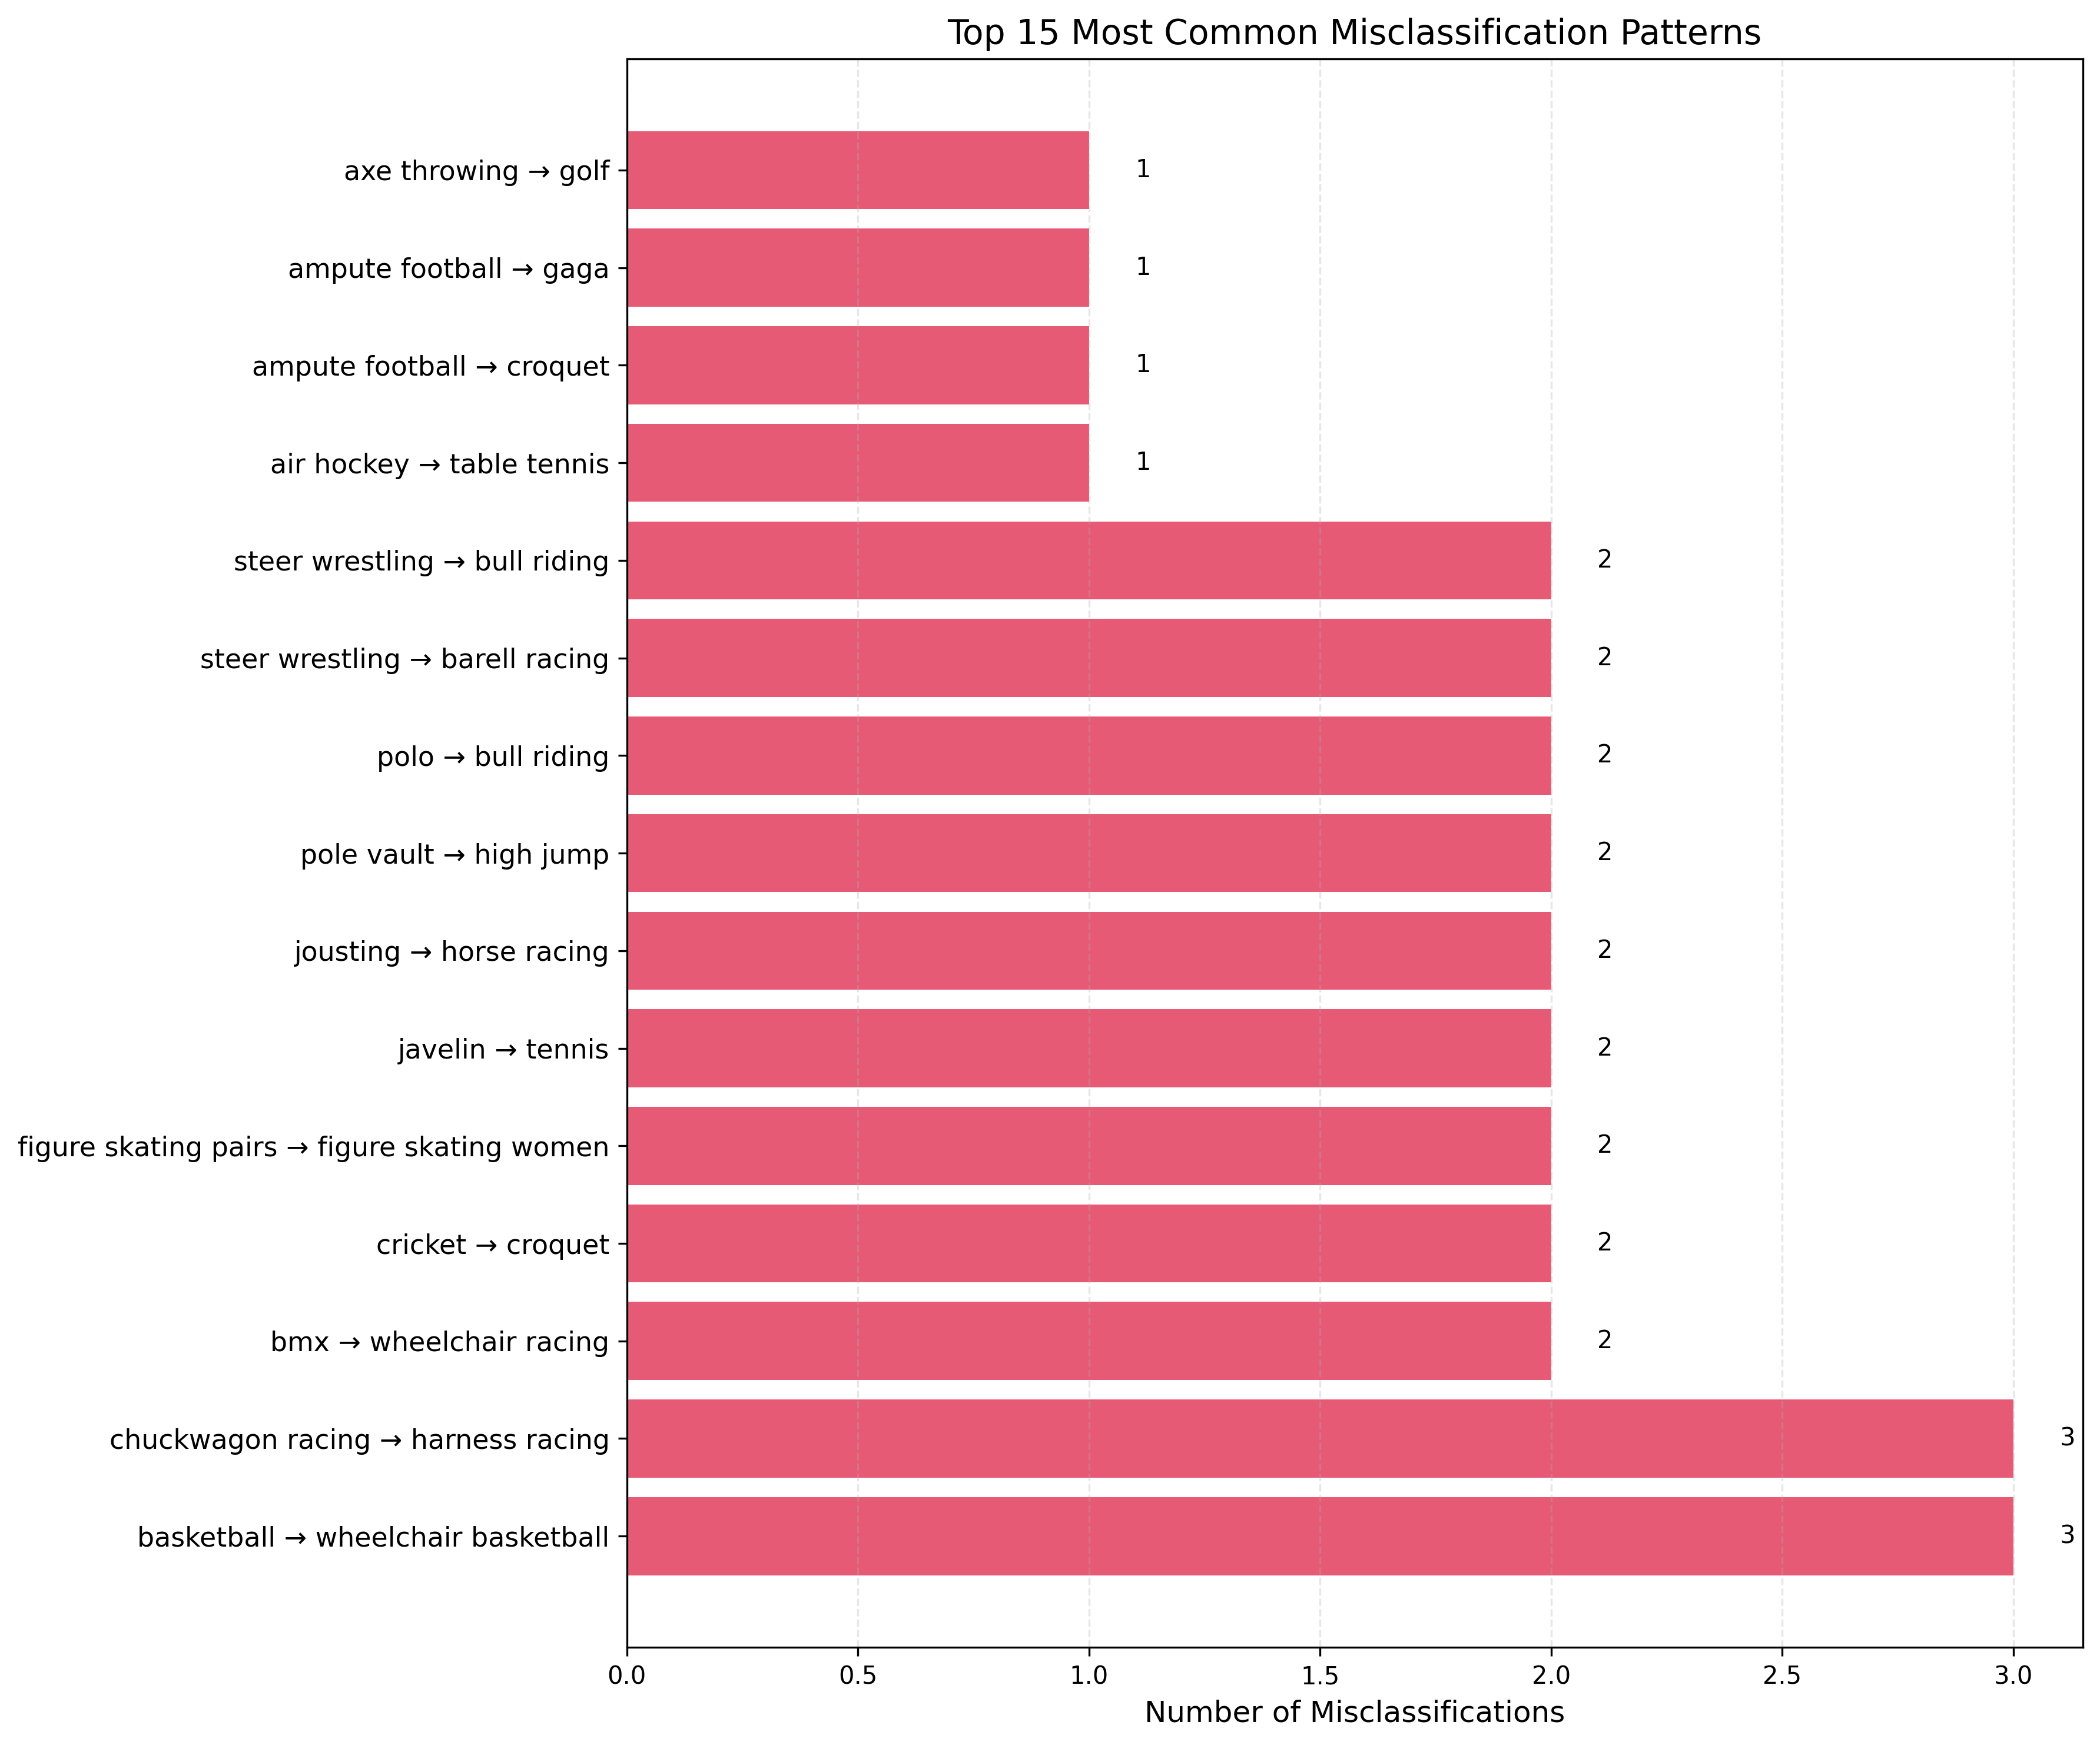 Top 15 Most Common Misclassification Patterns
axe throwing → golf 1
ampute football → gaga 1
ampute football → croquet 1
air hockey → table tennis 1
steer wrestling → bull riding 2
steer wrestling → barell racing 2
polo → bull riding 2
pole vault → high jump 2
jousting → horse racing 2
javelin → tennis 2
figure skating pairs → figure skating women 2
cricket → croquet 2
bmx → wheelchair racing 2
chuckwagon racing → harness racing 3
basketball → wheelchair basketball 3
0.0 0.5 1.0 1.5 2.0 2.5 3.0
Number of Misclassifications